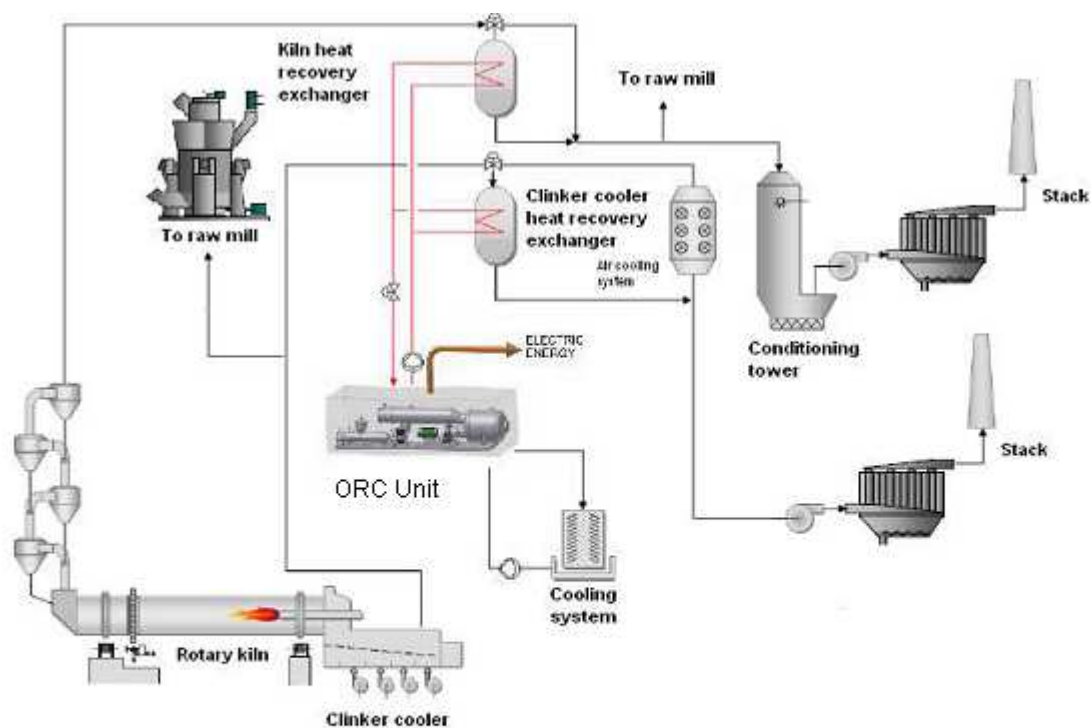 Kiln heat
recovery
exchanger
To raw mill
Stack
Clinker cooler
heat recovery
exchanger
To raw mill
Air cooling
system
ELECTRIC
ENERGY
Conditioning
tower
Stack
ORC Unit
Cooling
system
Rotary kiln
Clinker cooler